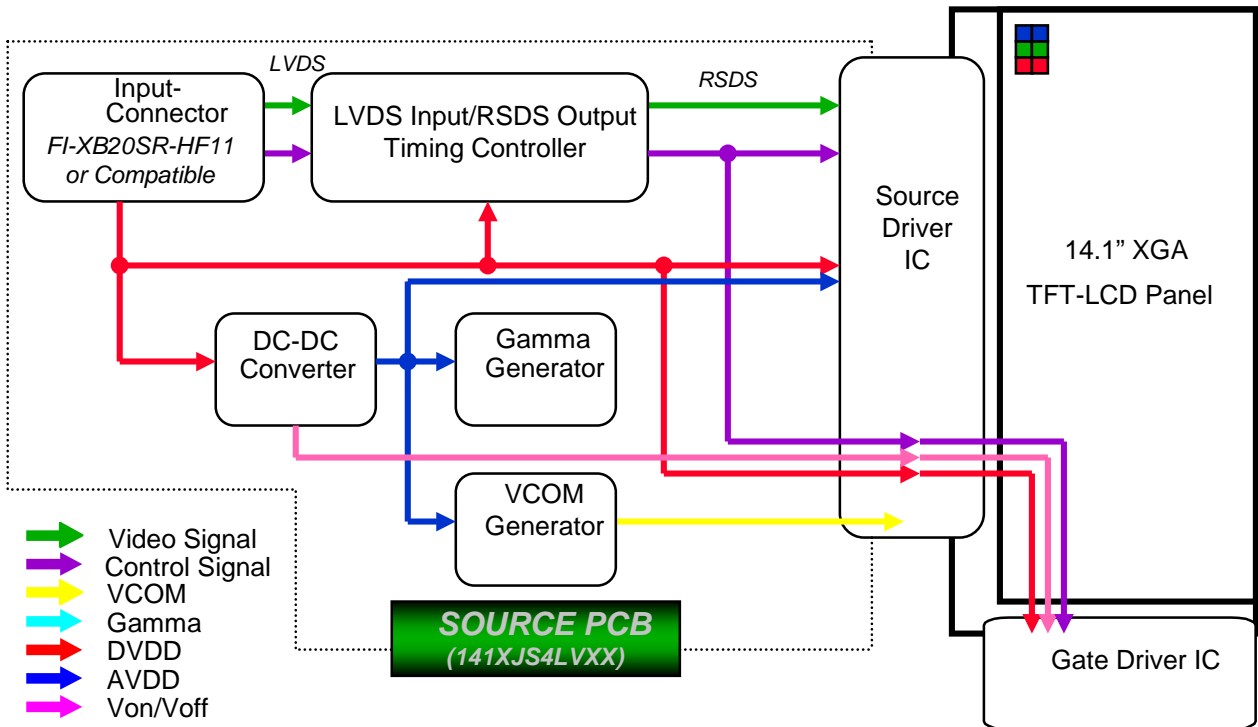 LVDS
RSDS
Input-
Connector
FI-XB20SR-HF11
or Compatible
LVDS Input/RSDS Output
Timing Controller
Source
Driver
IC
14.1” XGA
TFT-LCD Panel
DC-DC
Converter
Gamma
Generator
VCOM
Generator
Video Signal
Control Signal
VCOM
Gamma
DVDD
AVDD
Von/Voff
SOURCE PCB
(141XJS4LVXX)
Gate Driver IC